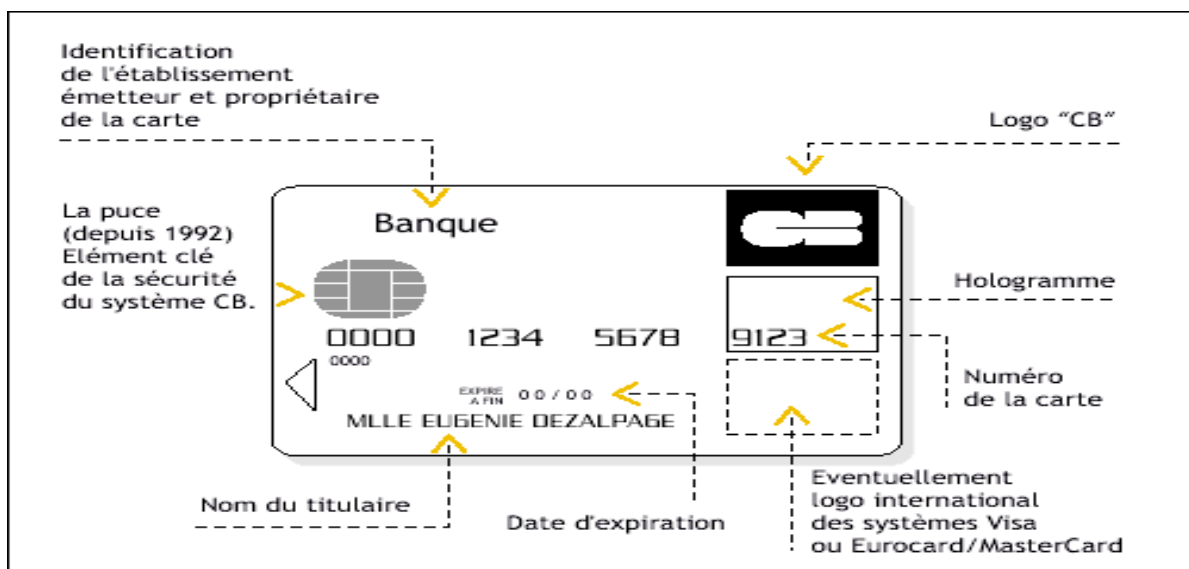 Identification
de l'établissement
émetteur et propriétaire
de la carte
Logo "CB"
La puce
(depuis 1992)
Elément clé
de la sécurité
du système CB.
Banque
CB
Hologramme
0000 1234 5678 9123
0000
Numéro
de la carte
EXPIRE
A FIN 00/00
MLLE EUGENIE DEZALPAGE
Nom du titulaire
Date d'expiration
Eventuellement
logo international
des systèmes Visa
ou Eurocard/MasterCard